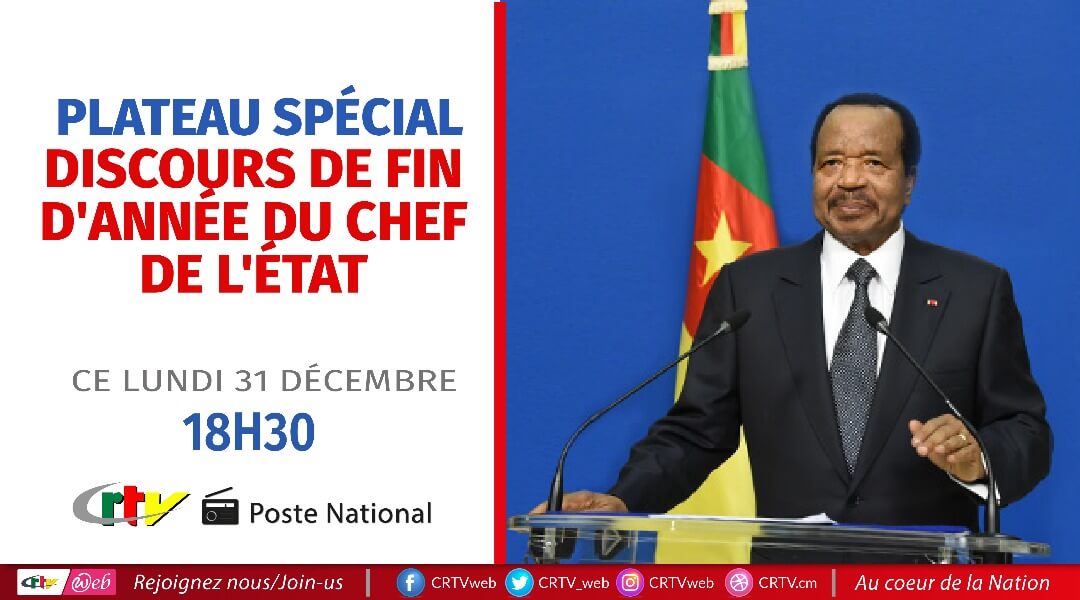 PLATEAU SPÉCIAL
DISCOURS DE FIN
D'ANNÉE DU CHEF
DE L'ÉTAT
CE LUNDI 31 DÉCEMBRE
18H30
crtv Poste National
crtv web Rejoignez nous/Join-us CRTVweb CRTV_web CRTVweb CRTV.cm Au coeur de la Nation